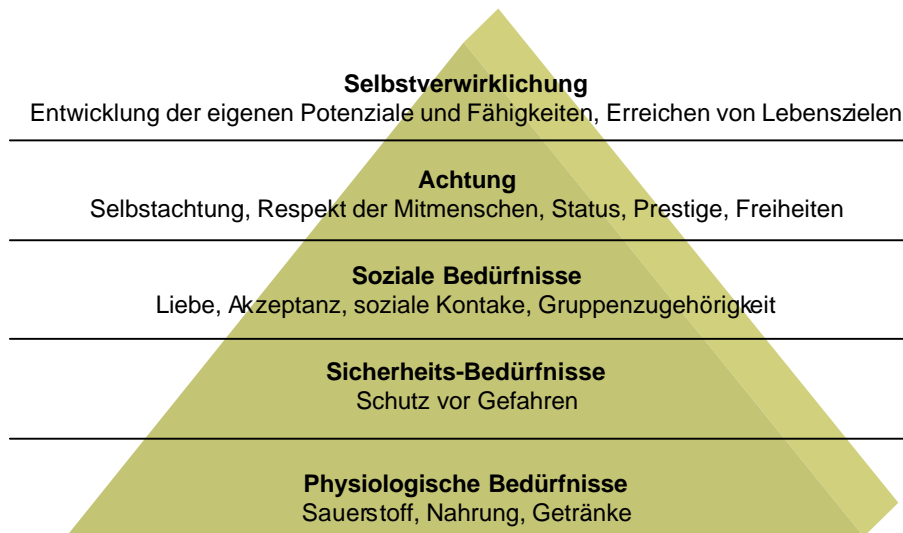 Selbstverwirklichung
Entwicklung der eigenen Potenziale und Fähigkeiten, Erreichen von Lebenszielen
Achtung
Selbstachtung, Respekt der Mitmenschen, Status, Prestige, Freiheiten
Soziale Bedürfnisse
Liebe, Akzeptanz, soziale Kontake, Gruppenzugehörigkeit
Sicherheits-Bedürfnisse
Schutz vor Gefahren
Physiologische Bedürfnisse
Sauerstoff, Nahrung, Getränke